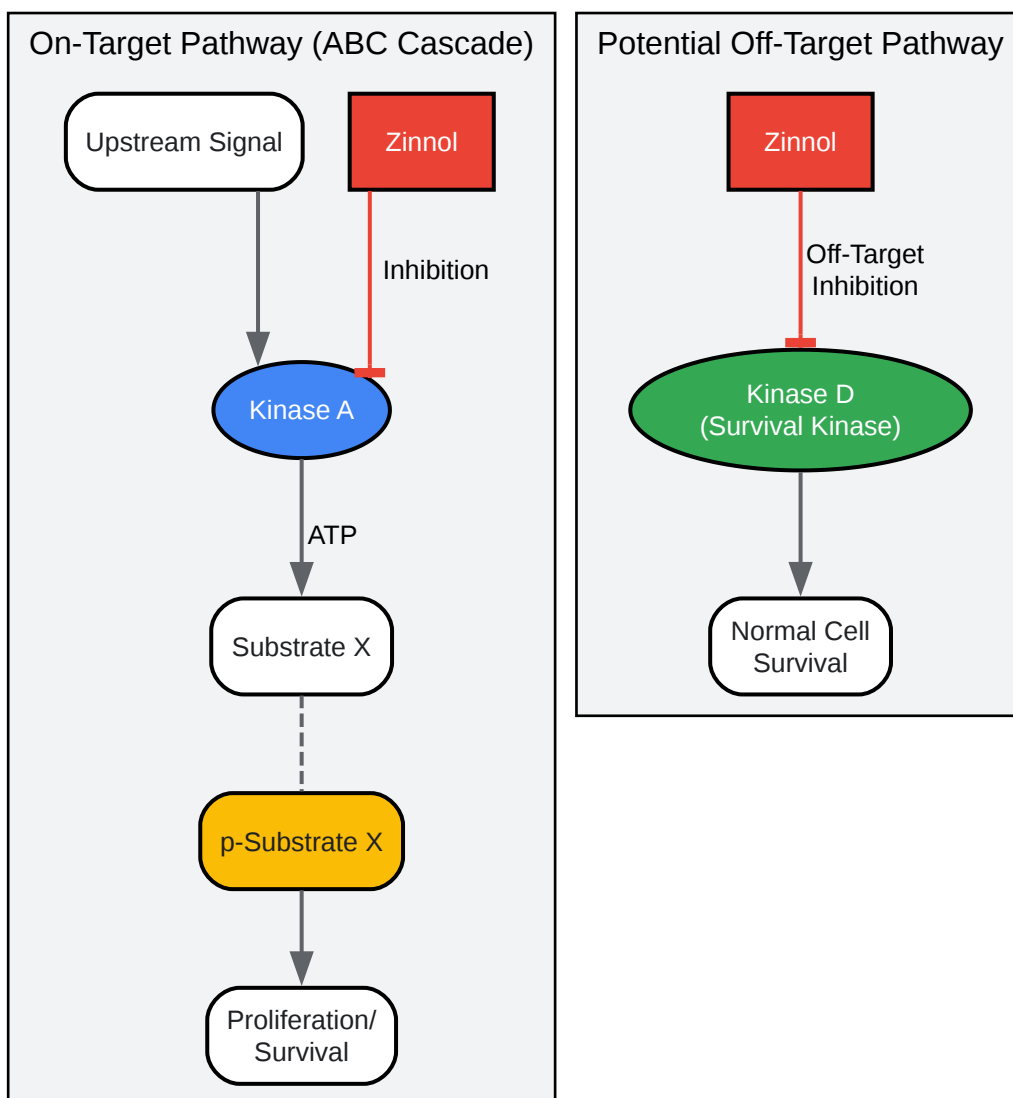 On-Target Pathway (ABC Cascade)
Upstream Signal
Zinnol
Inhibition
Kinase A
ATP
Substrate X
p-Substrate X
Proliferation/
Survival
Potential Off-Target Pathway
Zinnol
Off-Target
Inhibition
Kinase D
(Survival Kinase)
Normal Cell
Survival